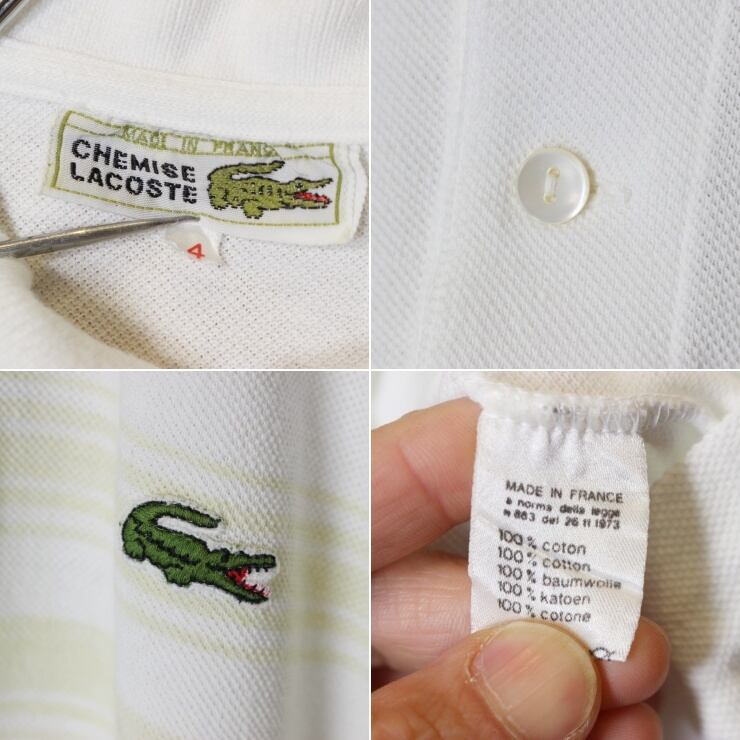 MADE IN FRANCE
CHEMISE
LACOSTE
4
MADE IN FRANCE
a norma della legge
n 883 del 26 11 1973
100% coton
100% cotton
100% baumwolle
100% katoen
100% cotone